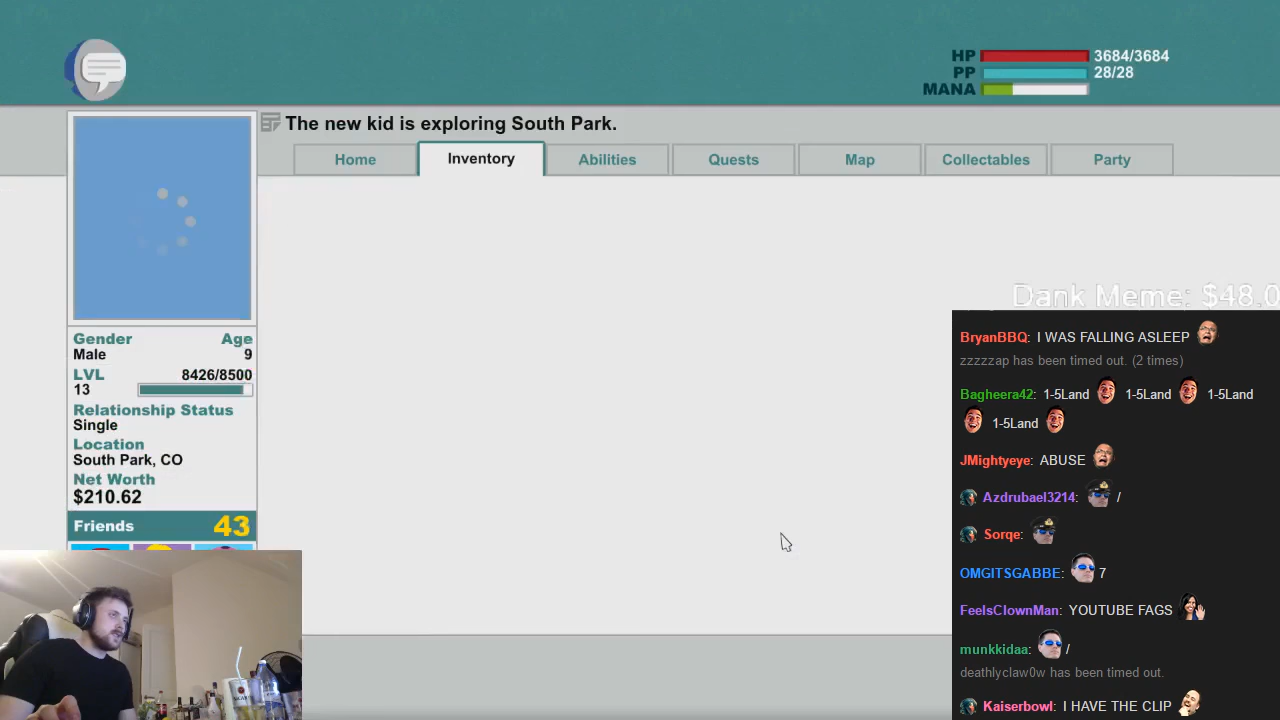 HP 3684/3684
PP 28/28
MANA
The new kid is exploring South Park.
Home Inventory Abilities Quests Map Collectables Party
Gender Age
Male 9
LVL 8426/8500
13
Relationship Status
Single
Location
South Park, CO
Net Worth
$210.62
Friends 43
Dank Meme: $48.0
BryanBBQ: I WAS FALLING ASLEEP
zzzzzap has been timed out. (2 times)
Bagheera42: 1-5Land 1-5Land 1-5Land
1-5Land
JMightyeye: ABUSE
Azdrubael3214: /
Sorqe:
OMGITSGABBE: 7
FeelsClownMan: YOUTUBE FAGS
munkkidaa: /
deathlyclaw0w has been timed out.
Kaiserbowl: I HAVE THE CLIP